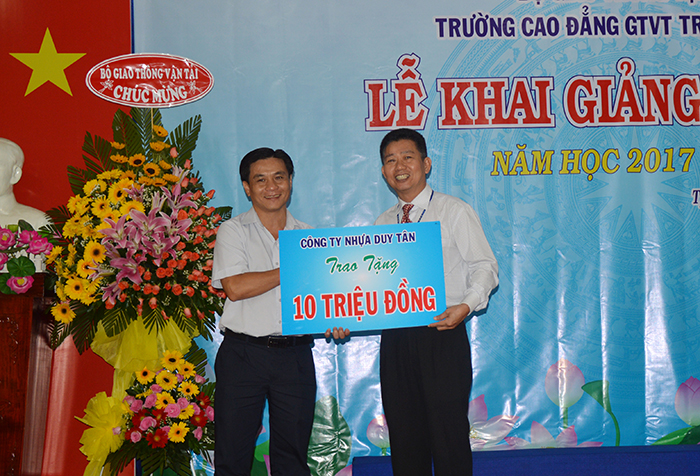 TRƯỜNG CAO ĐẲNG GTVT TR
LỄ KHAI GIẢNG
NĂM HỌC 2017
BỘ GIAO THÔNG VẬN TẢI
CHÚC MỪNG
CÔNG TY NHỰA DUY TÂN
Trao Tặng
10 TRIỆU ĐỒNG